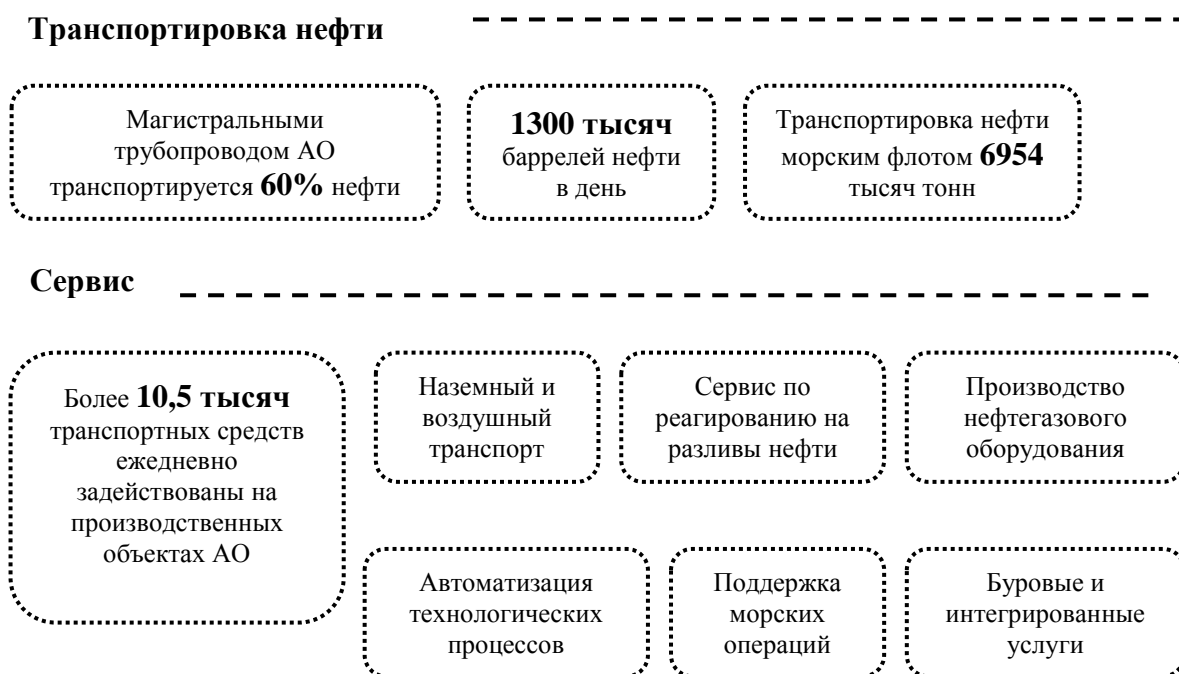 Транспортировка нефти
Магистральными
трубопроводом АО
транспортируется 60% нефти
1300 тысяч
баррелей нефти
в день
Транспортировка нефти
морским флотом 6954
тысяч тонн
Сервис
Более 10,5 тысяч
транспортных средств
ежедневно
задействованы на
производственных
объектах АО
Наземный и
воздушный
транспорт
Сервис по
реагированию на
разливы нефти
Производство
нефтегазового
оборудования
Автоматизация
технологических
процессов
Поддержка
морских
операций
Буровые и
интегрированные
услуги